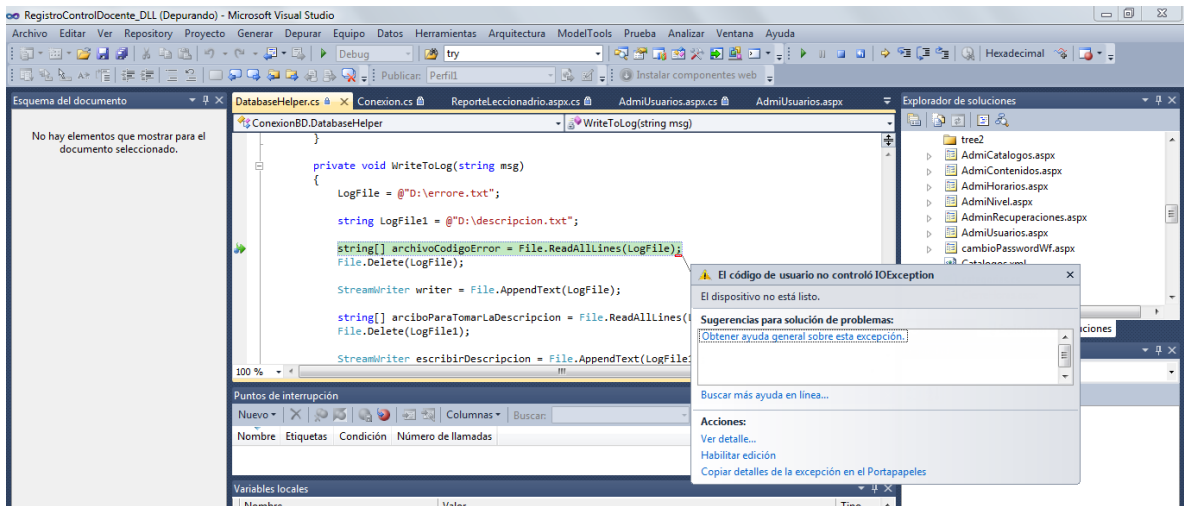 RegistroControlDocente_DLL (Depurando) - Microsoft Visual Studio
Archivo Editar Ver Repository Proyecto Generar Depurar Equipo Datos Herramientas Arquitectura ModelTools Prueba Analizar Ventana Ayuda
Debug try Hexadecimal
Publicar: Perfil1 Instalar componentes web
Esquema del documento
No hay elementos que mostrar para el
documento seleccionado.
DatabaseHelper.cs Conexion.cs ReporteLeccionadrio.aspx.cs AdmiUsuarios.aspx.cs AdmiUsuarios.aspx
ConexionBD.DatabaseHelper WriteToLog(string msg)
}
private void WriteToLog(string msg)
{
LogFile = @"D:\errore.txt";
string LogFile1 = @"D:\descripcion.txt";
string[] archivoCodigoError = File.ReadAllLines(LogFile);
File.Delete(LogFile);
StreamWriter writer = File.AppendText(LogFile);
string[] arciboParaTomarLaDescripcion = File.ReadAllLines(
File.Delete(LogFile1);
StreamWriter escribirDescripcion = File.AppendText(LogFile1
100 %
Explorador de soluciones
tree2
AdmiCatalogos.aspx
AdmiContenidos.aspx
AdmiHorarios.aspx
AdmiNivel.aspx
AdminRecuperaciones.aspx
AdmiUsuarios.aspx
cambioPasswordWf.aspx
Catalogos.xml
ciones
El código de usuario no controló IOException
El dispositivo no está listo.
Sugerencias para solución de problemas:
Obtener ayuda general sobre esta excepción.
Buscar más ayuda en línea...
Acciones:
Ver detalle...
Habilitar edición
Copiar detalles de la excepción en el Portapapeles
Puntos de interrupción
Nuevo Columnas Buscar:
Nombre Etiquetas Condición Número de llamadas
Variables locales
Nombre Valor Tipo